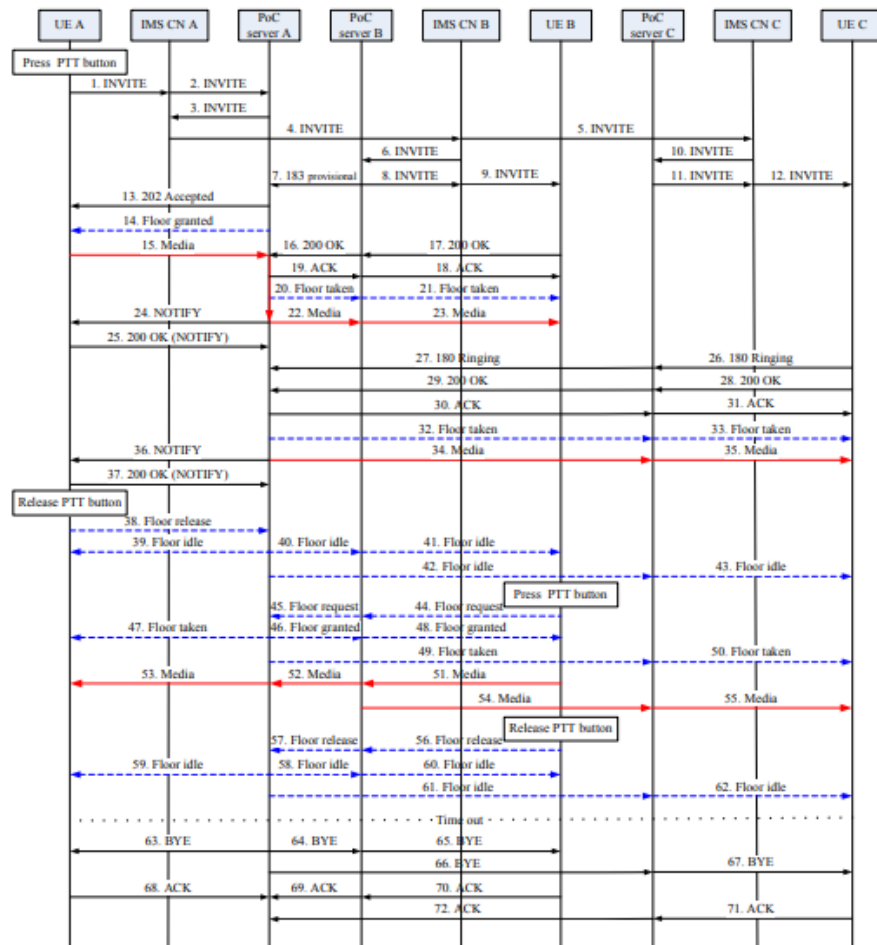 UE A
IMS CN A
PoC
server A
PoC
server B
IMS CN B
UE B
PoC
server C
IMS CN C
UE C
Press PTT button
1. INVITE
2. INVITE
3. INVITE
4. INVITE
5. INVITE
6. INVITE
10. INVITE
7. 183 provisional
8. INVITE
9. INVITE
11. INVITE
12. INVITE
13. 202 Accepted
14. Floor granted
15. Media
16. 200 OK
17. 200 OK
19. ACK
18. ACK
20. Floor taken
21. Floor taken
24. NOTIFY
22. Media
23. Media
25. 200 OK (NOTIFY)
27. 180 Ringing
26. 180 Ringing
29. 200 OK
28. 200 OK
30. ACK
31. ACK
32. Floor taken
33. Floor taken
36. NOTIFY
34. Media
35. Media
37. 200 OK (NOTIFY)
Release PTT button
38. Floor release
39. Floor idle
40. Floor idle
41. Floor idle
42. Floor idle
43. Floor idle
Press PTT button
45. Floor request
44. Floor request
47. Floor taken
46. Floor granted
48. Floor granted
49. Floor taken
50. Floor taken
53. Media
52. Media
51. Media
54. Media
55. Media
Release PTT button
57. Floor release
56. Floor release
59. Floor idle
58. Floor idle
60. Floor idle
61. Floor idle
62. Floor idle
Time out
63. BYE
64. BYE
65. BYE
66. BYE
67. BYE
68. ACK
69. ACK
70. ACK
72. ACK
71. ACK